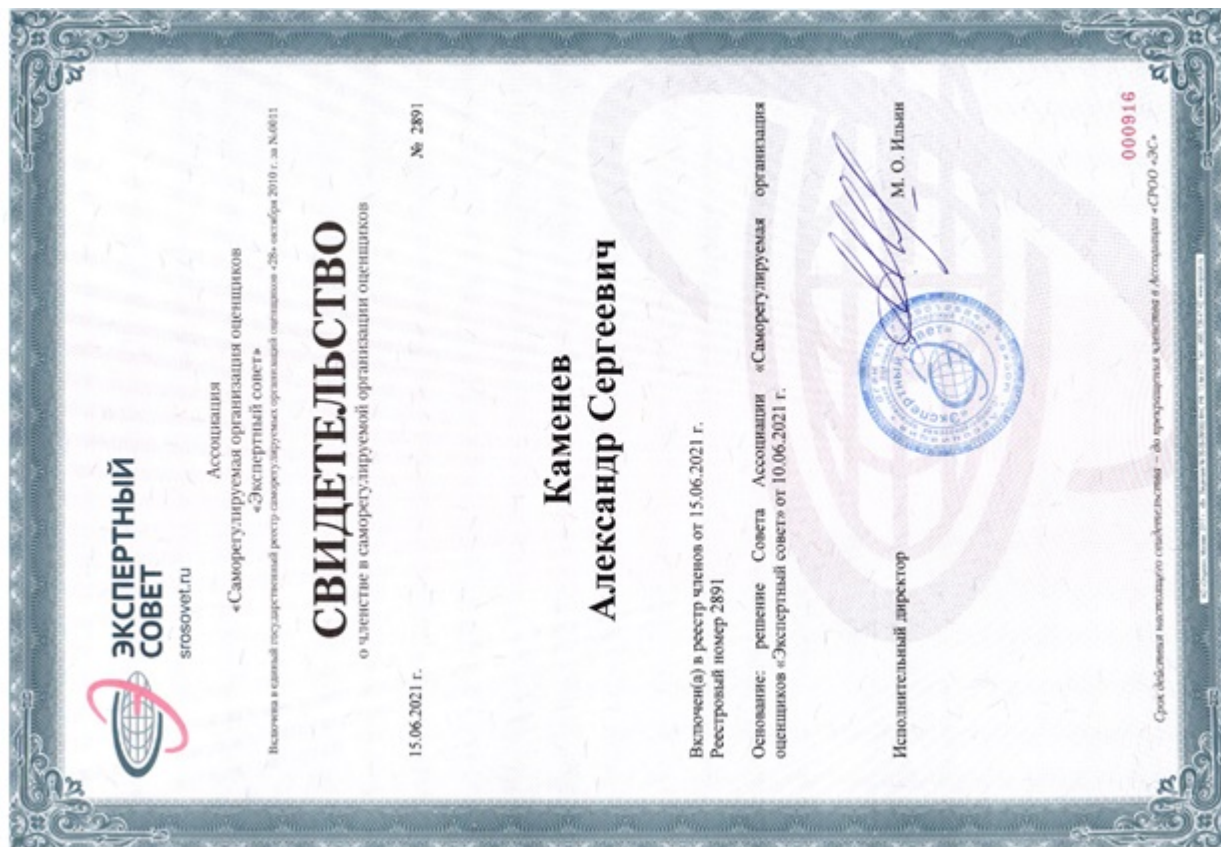 ЭКСПЕРТНЫЙ
СОВЕТ
srosovet.ru
Ассоциация
«Саморегулируемая организация оценщиков
«Экспертный совет»
Включена в единый государственный реестр саморегулируемых организаций оценщиков «28» октября 2010 г. за №0011
СВИДЕТЕЛЬСТВО
о членстве в саморегулируемой организации оценщиков
15.06.2021 г. № 2891
Каменев
Александр Сергеевич
Включен(а) в реестр членов от 15.06.2021 г.
Реестровый номер 2891
Основание: решение Совета Ассоциации «Саморегулируемая организация
оценщиков «Экспертный совет» от 10.06.2021 г.
Исполнительный директор М. О. Ильин
«Экспертный совет»
000916
Срок действия настоящего свидетельства – до прекращения членства в Ассоциации «СРОО «ЭС»